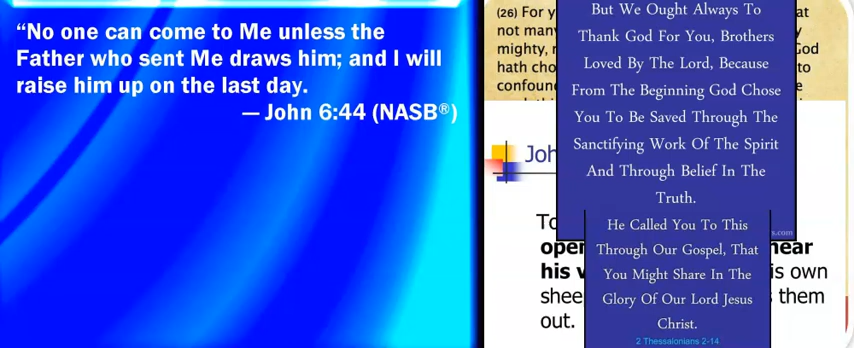 “No one can come to Me unless the
Father who sent Me draws him; and I will
raise him up on the last day.
— John 6:44 (NASB®)
(26) For y
not many
mighty, n
hath cho
confoun
at
y
God
to
e
But We Ought Always To
Thank God For You, Brothers
Loved By The Lord, Because
From The Beginning God Chose
You To Be Saved Through The
Sanctifying Work Of The Spirit
And Through Belief In The
Truth.
s.com
He Called You To This
Through Our Gospel, That
You Might Share In The
Glory Of Our Lord Jesus
Christ.
2 Thessalonians 2-14
Joh
To
open
hear
his v
is own
shee
them
out.